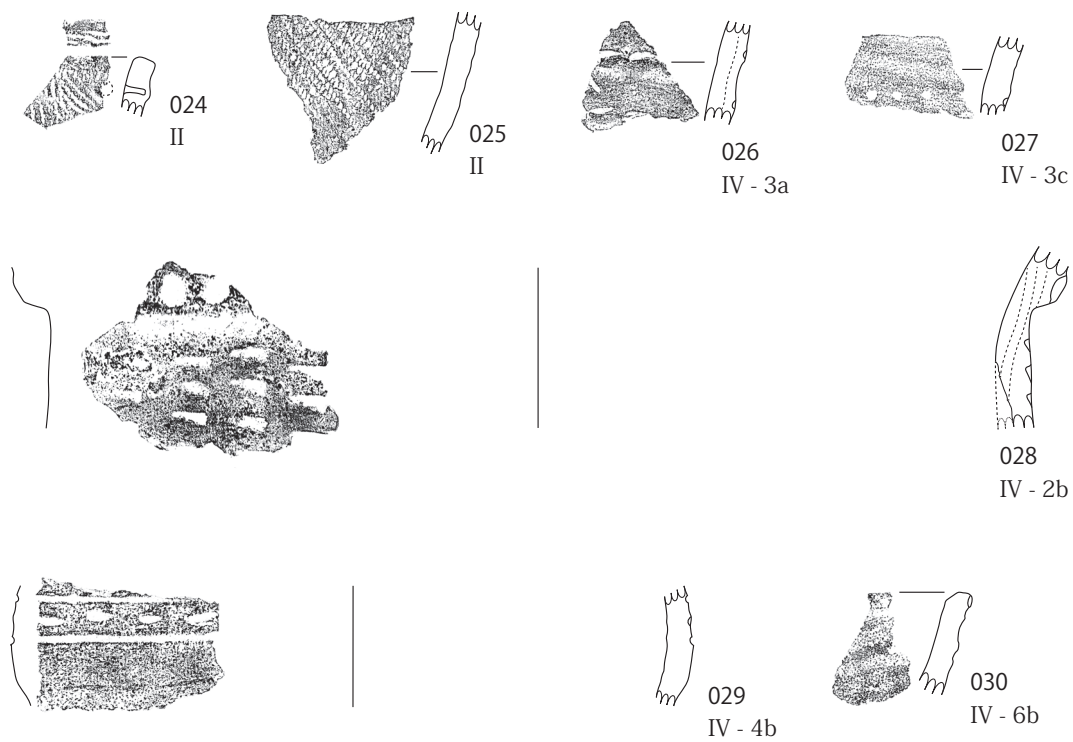 024
II
025
II
026
IV - 3a
027
IV - 3c
028
IV - 2b
029
IV - 4b
030
IV - 6b